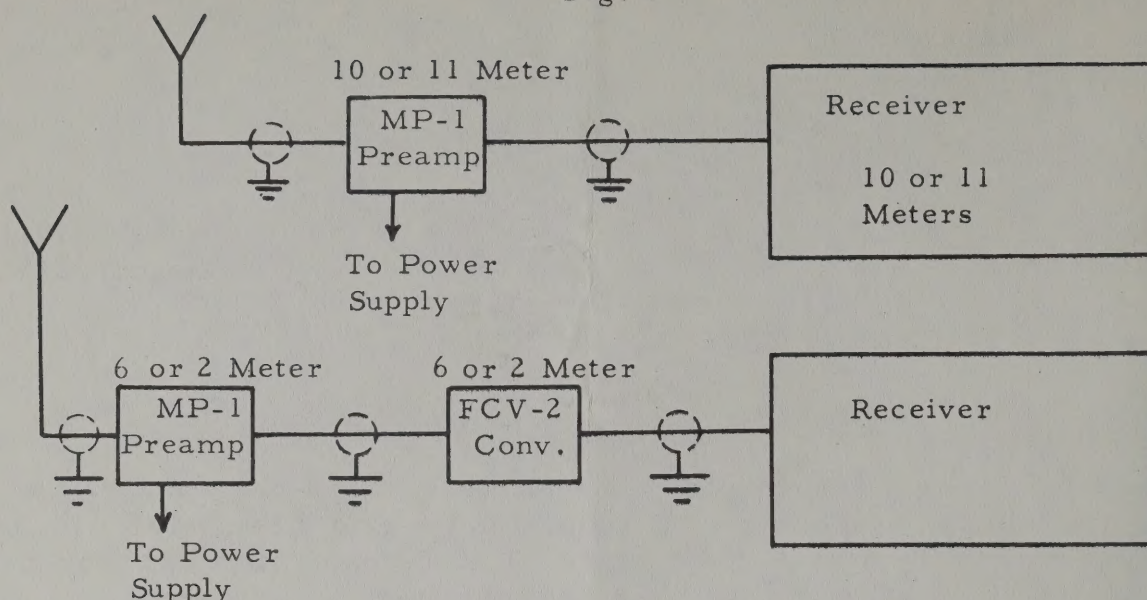 10 or 11 Meter
MP-1
Preamp
To Power
Supply
Receiver
10 or 11
Meters
6 or 2 Meter
MP-1
Preamp
To Power
Supply
6 or 2 Meter
FCV-2
Conv.
Receiver